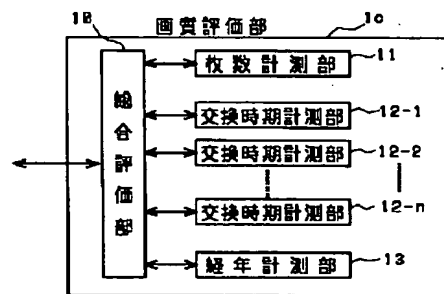 画質評価部
10
1c
総合評価部
枚数計測部
11
交換時期計測部
12-1
交換時期計測部
12-2
交換時期計測部
12-n
経年計測部
13